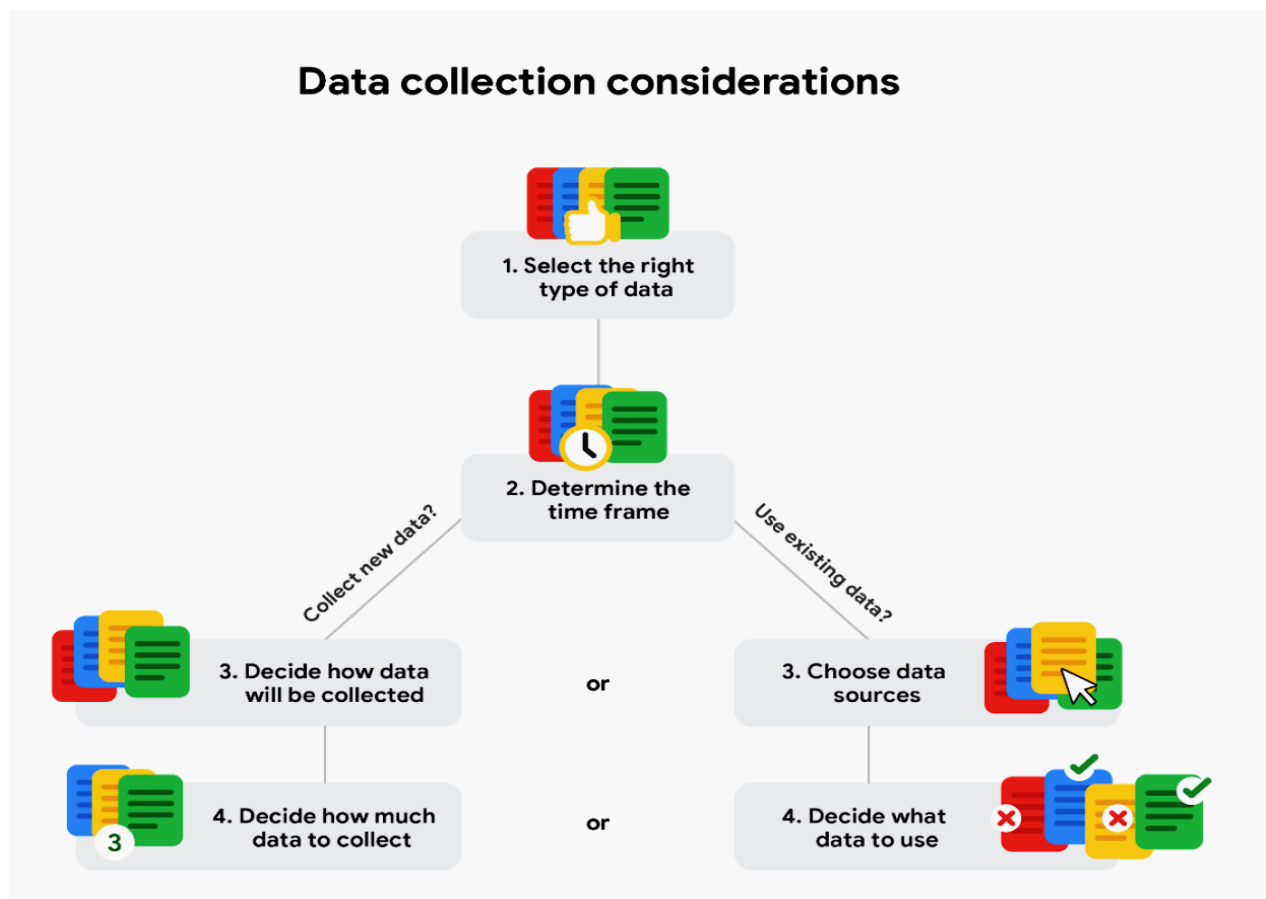 Data collection considerations
1. Select the right
type of data
2. Determine the
time frame
Collect new data?
Use existing data?
3. Decide how data
will be collected
or
3. Choose data
sources
4. Decide how much
data to collect
3
or
4. Decide what
data to use